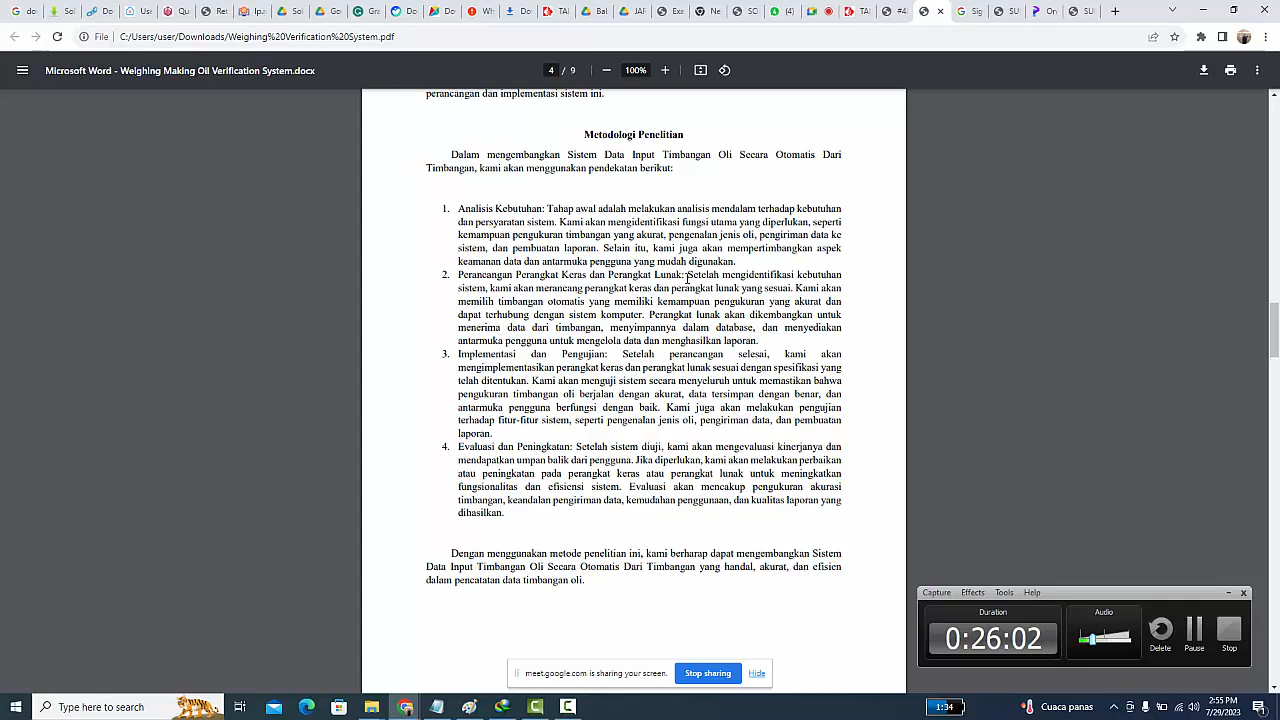 File
C:/Users/user/Downloads/Weighing%20Verification%20System.pdf
Microsoft Word - Weighing Making Oil Verification System.docx
4 / 9
100%
perancangan dan implementasi sistem ini.
Metodologi Penelitian
Dalam mengembangkan Sistem Data Input Timbangan Oli Secara Otomatis Dari
Timbangan, kami akan menggunakan pendekatan berikut:
1. Analisis Kebutuhan: Tahap awal adalah melakukan analisis mendalam terhadap kebutuhan
dan persyaratan sistem. Kami akan mengidentifikasi fungsi utama yang diperlukan, seperti
kemampuan pengukuran timbangan yang akurat, pengenalan jenis oli, pengiriman data ke
sistem, dan pembuatan laporan. Selain itu, kami juga akan mempertimbangkan aspek
keamanan data dan antarmuka pengguna yang mudah digunakan.
2. Perancangan Perangkat Keras dan Perangkat Lunak: Setelah mengidentifikasi kebutuhan
sistem, kami akan merancang perangkat keras dan perangkat lunak yang sesuai. Kami akan
memilih timbangan otomatis yang memiliki kemampuan pengukuran yang akurat dan
dapat terhubung dengan sistem komputer. Perangkat lunak akan dikembangkan untuk
menerima data dari timbangan, menyimpannya dalam database, dan menyediakan
antarmuka pengguna untuk mengelola data dan menghasilkan laporan.
3. Implementasi dan Pengujian: Setelah perancangan selesai, kami akan
mengimplementasikan perangkat keras dan perangkat lunak sesuai dengan spesifikasi yang
telah ditentukan. Kami akan menguji sistem secara menyeluruh untuk memastikan bahwa
pengukuran timbangan oli berjalan dengan akurat, data tersimpan dengan benar, dan
antarmuka pengguna berfungsi dengan baik. Kami juga akan melakukan pengujian
terhadap fitur-fitur sistem, seperti pengenalan jenis oli, pengiriman data, dan pembuatan
laporan.
4. Evaluasi dan Peningkatan: Setelah sistem diuji, kami akan mengevaluasi kinerjanya dan
mendapatkan umpan balik dari pengguna. Jika diperlukan, kami akan melakukan perbaikan
atau peningkatan pada perangkat keras atau perangkat lunak untuk meningkatkan
fungsionalitas dan efisiensi sistem. Evaluasi akan mencakup pengukuran akurasi
timbangan, keandalan pengiriman data, kemudahan penggunaan, dan kualitas laporan yang
dihasilkan.
Dengan menggunakan metode penelitian ini, kami berharap dapat mengembangkan Sistem
Data Input Timbangan Oli Secara Otomatis Dari Timbangan yang handal, akurat, dan efisien
dalam pencatatan data timbangan oli.
Capture Effects Tools Help
Duration
Audio
0:26:02
Delete
Pause
Stop
meet.google.com is sharing your screen.
Stop sharing
Hide
Type here to search
1:34
Cuaca panas
2:55 PM
7/29/2023